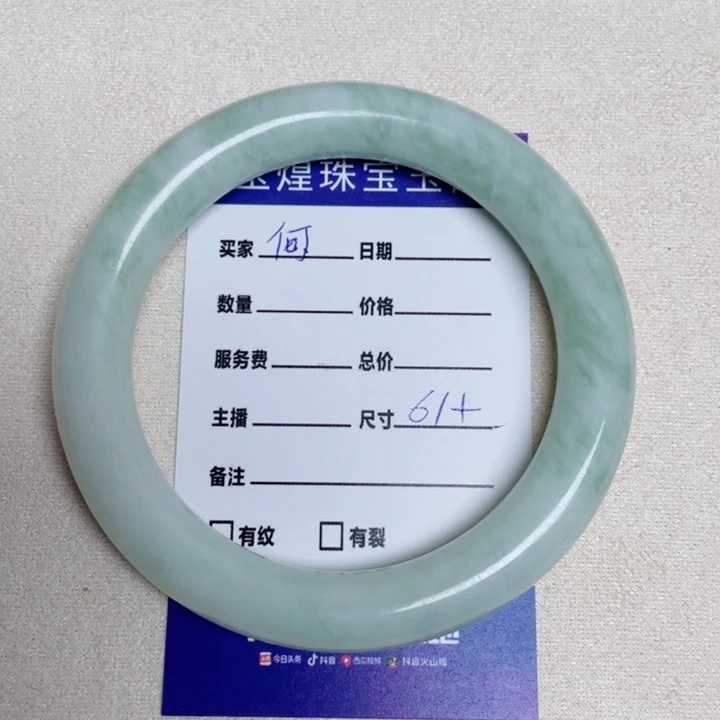 煌珠宝玉
买家 何 日期
数量 价格
服务费 总价
主播 尺寸 61+
备注
有纹 有裂
今日头条 抖音 西瓜视频 抖音火山版